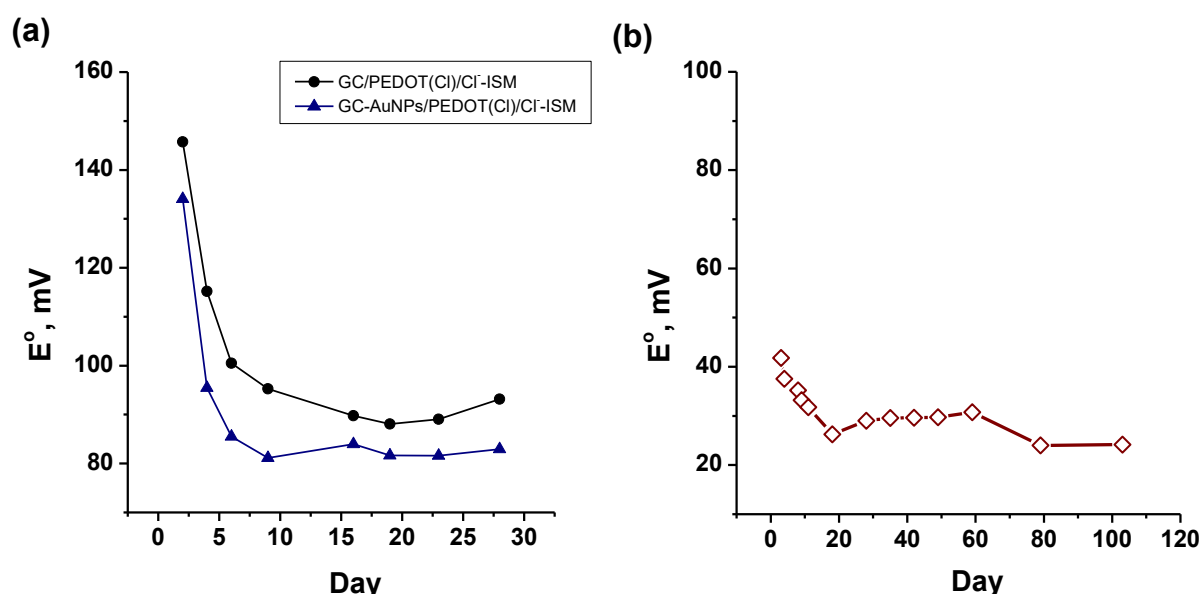 (a)
(b)
160
140
120
100
80
E°, mV
GC/PEDOT(Cl)/Cl⁻-ISM
GC-AuNPs/PEDOT(Cl)/Cl⁻-ISM
0 5 10 15 20 25 30
Day
100
80
60
40
20
E°, mV
0 20 40 60 80 100 120
Day